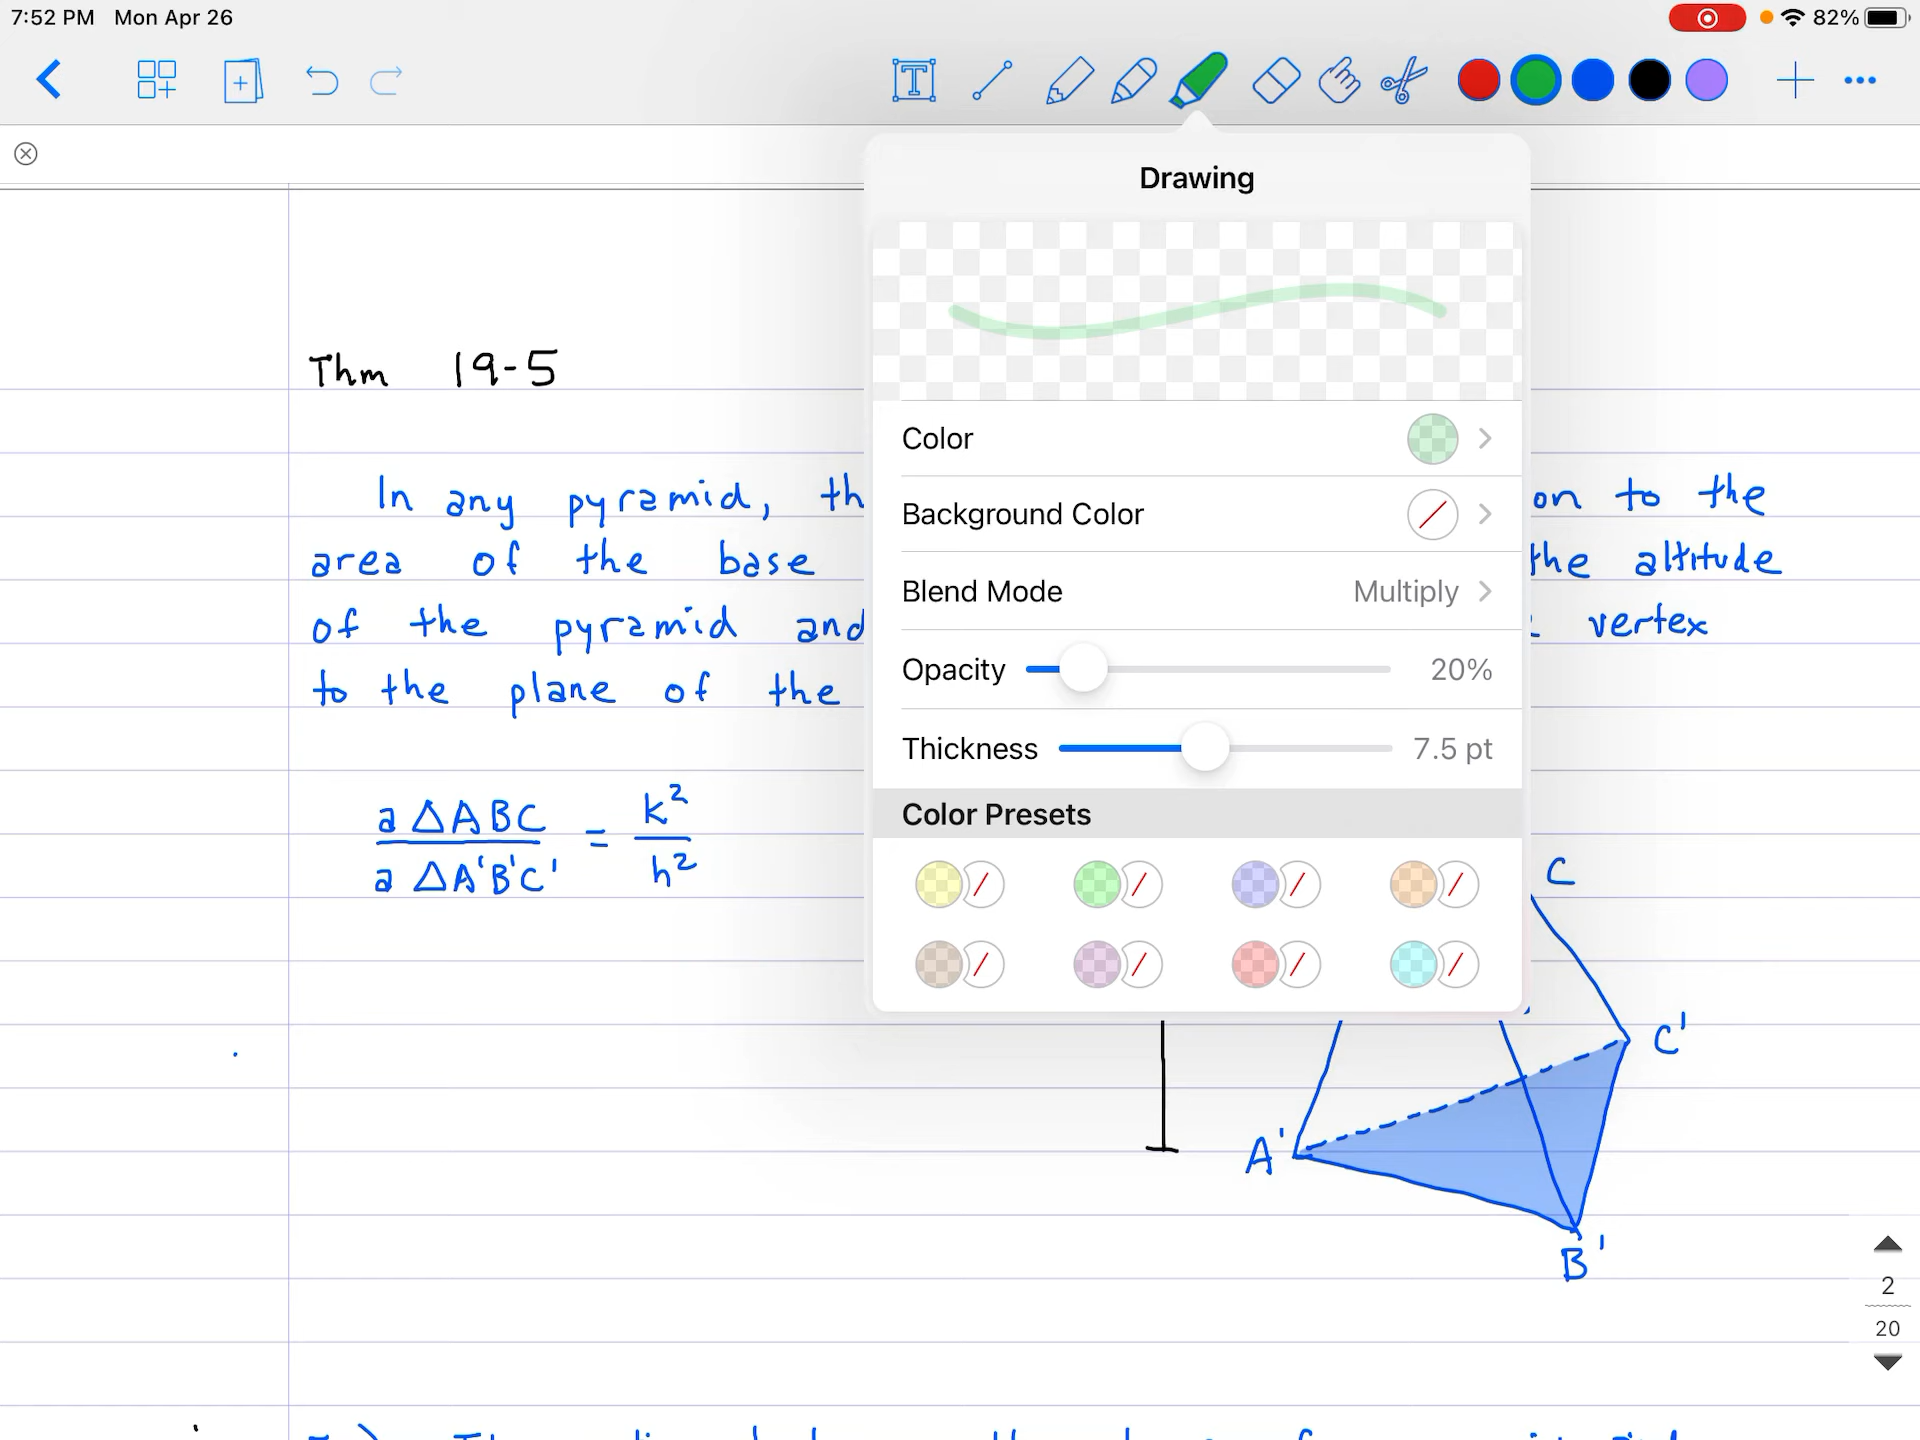 7:52 PM Mon Apr 26
82%
T
Drawing
Thm 19-5
Color
In any pyramid, th
on to the
Background Color
area of the base
the altitude
Blend Mode Multiply
of the pyramid and
vertex
Opacity 20%
to the plane of the
Thickness 7.5 pt
Color Presets
a △ABC / a △A'B'C' = k² / h²
C
C'
A'
B'
2
20